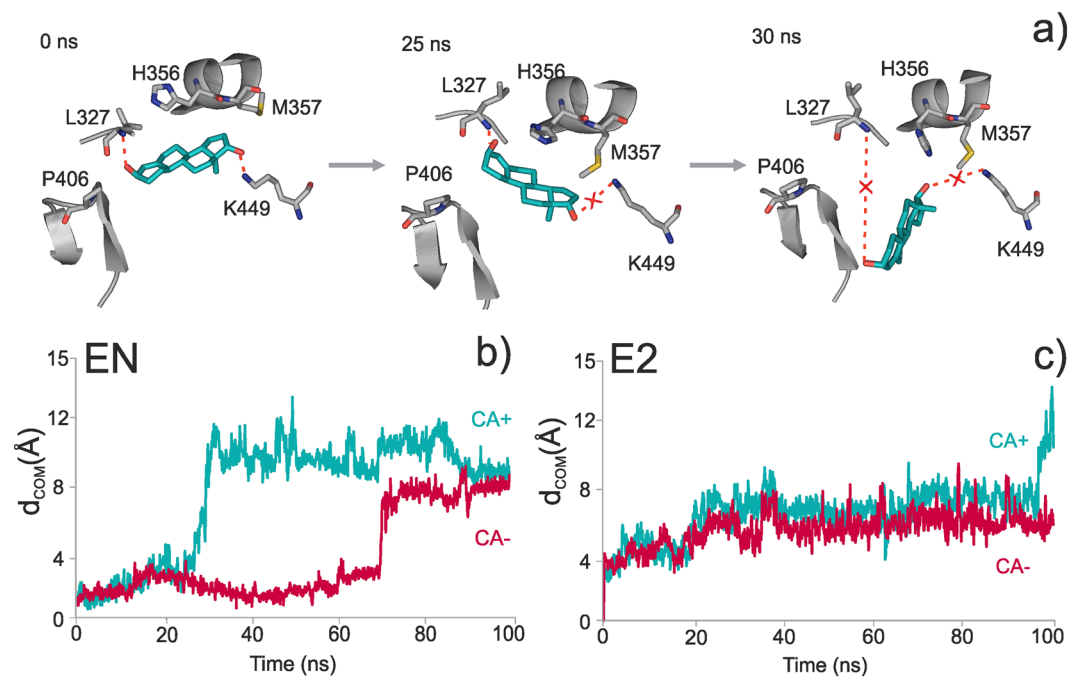 a)
0 ns
25 ns
30 ns
H356
L327
M357
P406
K449
H356
L327
M357
P406
K449
H356
L327
M357
P406
K449
EN
b)
15
12
8
4
0
d_COM(Å)
CA+
CA-
0 20 40 60 80 100
Time (ns)
E2
c)
15
12
8
4
0
d_COM(Å)
CA+
CA-
0 20 40 60 80 100
Time (ns)